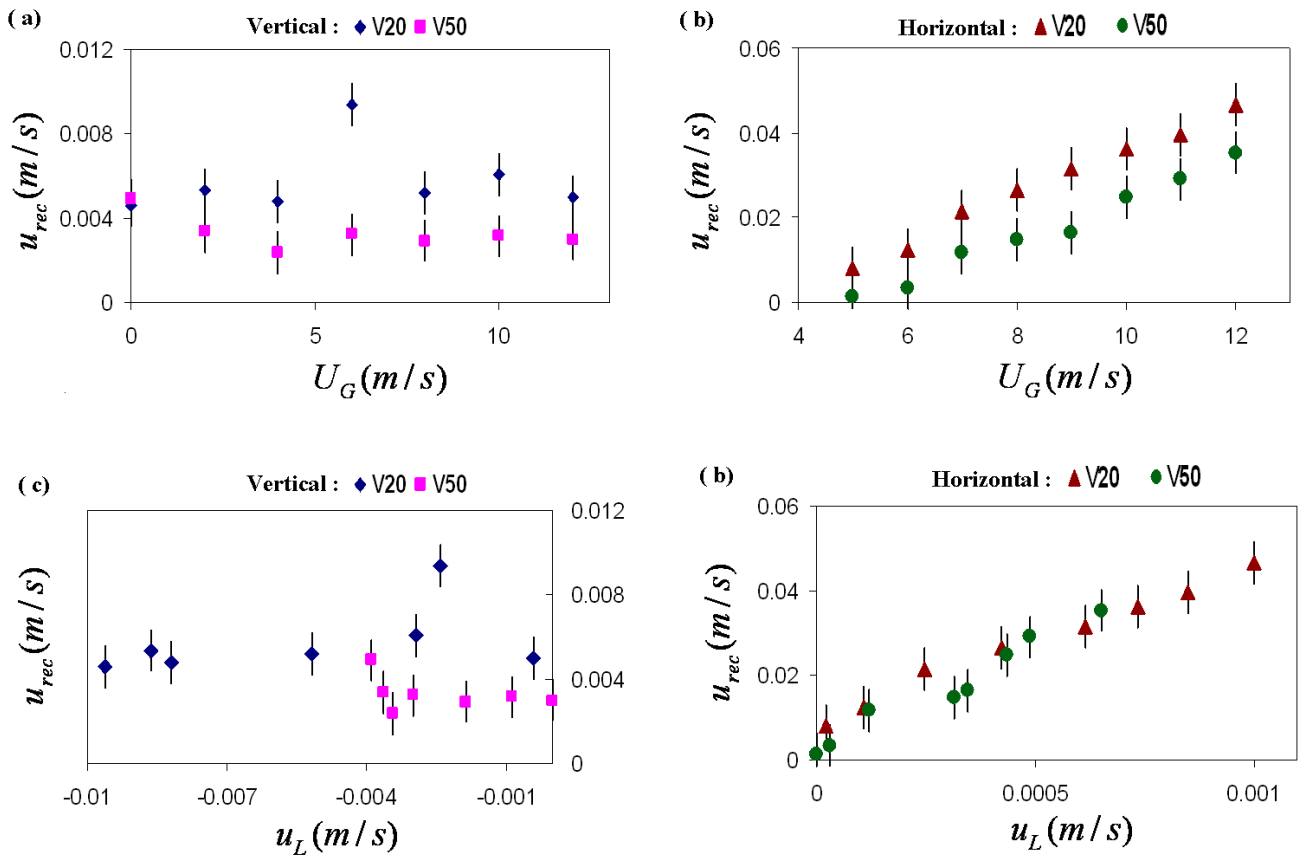 ( a) Vertical : V20 V50
0.012
0.008
0.004
0
u_rec (m / s)
0 5 10
U_G (m / s)
( b) Horizontal : V20 V50
0.06
0.04
0.02
0
u_rec (m / s)
4 6 8 10 12
U_G (m / s)
( c) Vertical : V20 V50
0.012
0.008
0.004
0
u_rec (m / s)
-0.01 -0.007 -0.004 -0.001
u_L (m / s)
( b) Horizontal : V20 V50
0.06
0.04
0.02
0
u_rec (m / s)
0 0.0005 0.001
u_L (m / s)